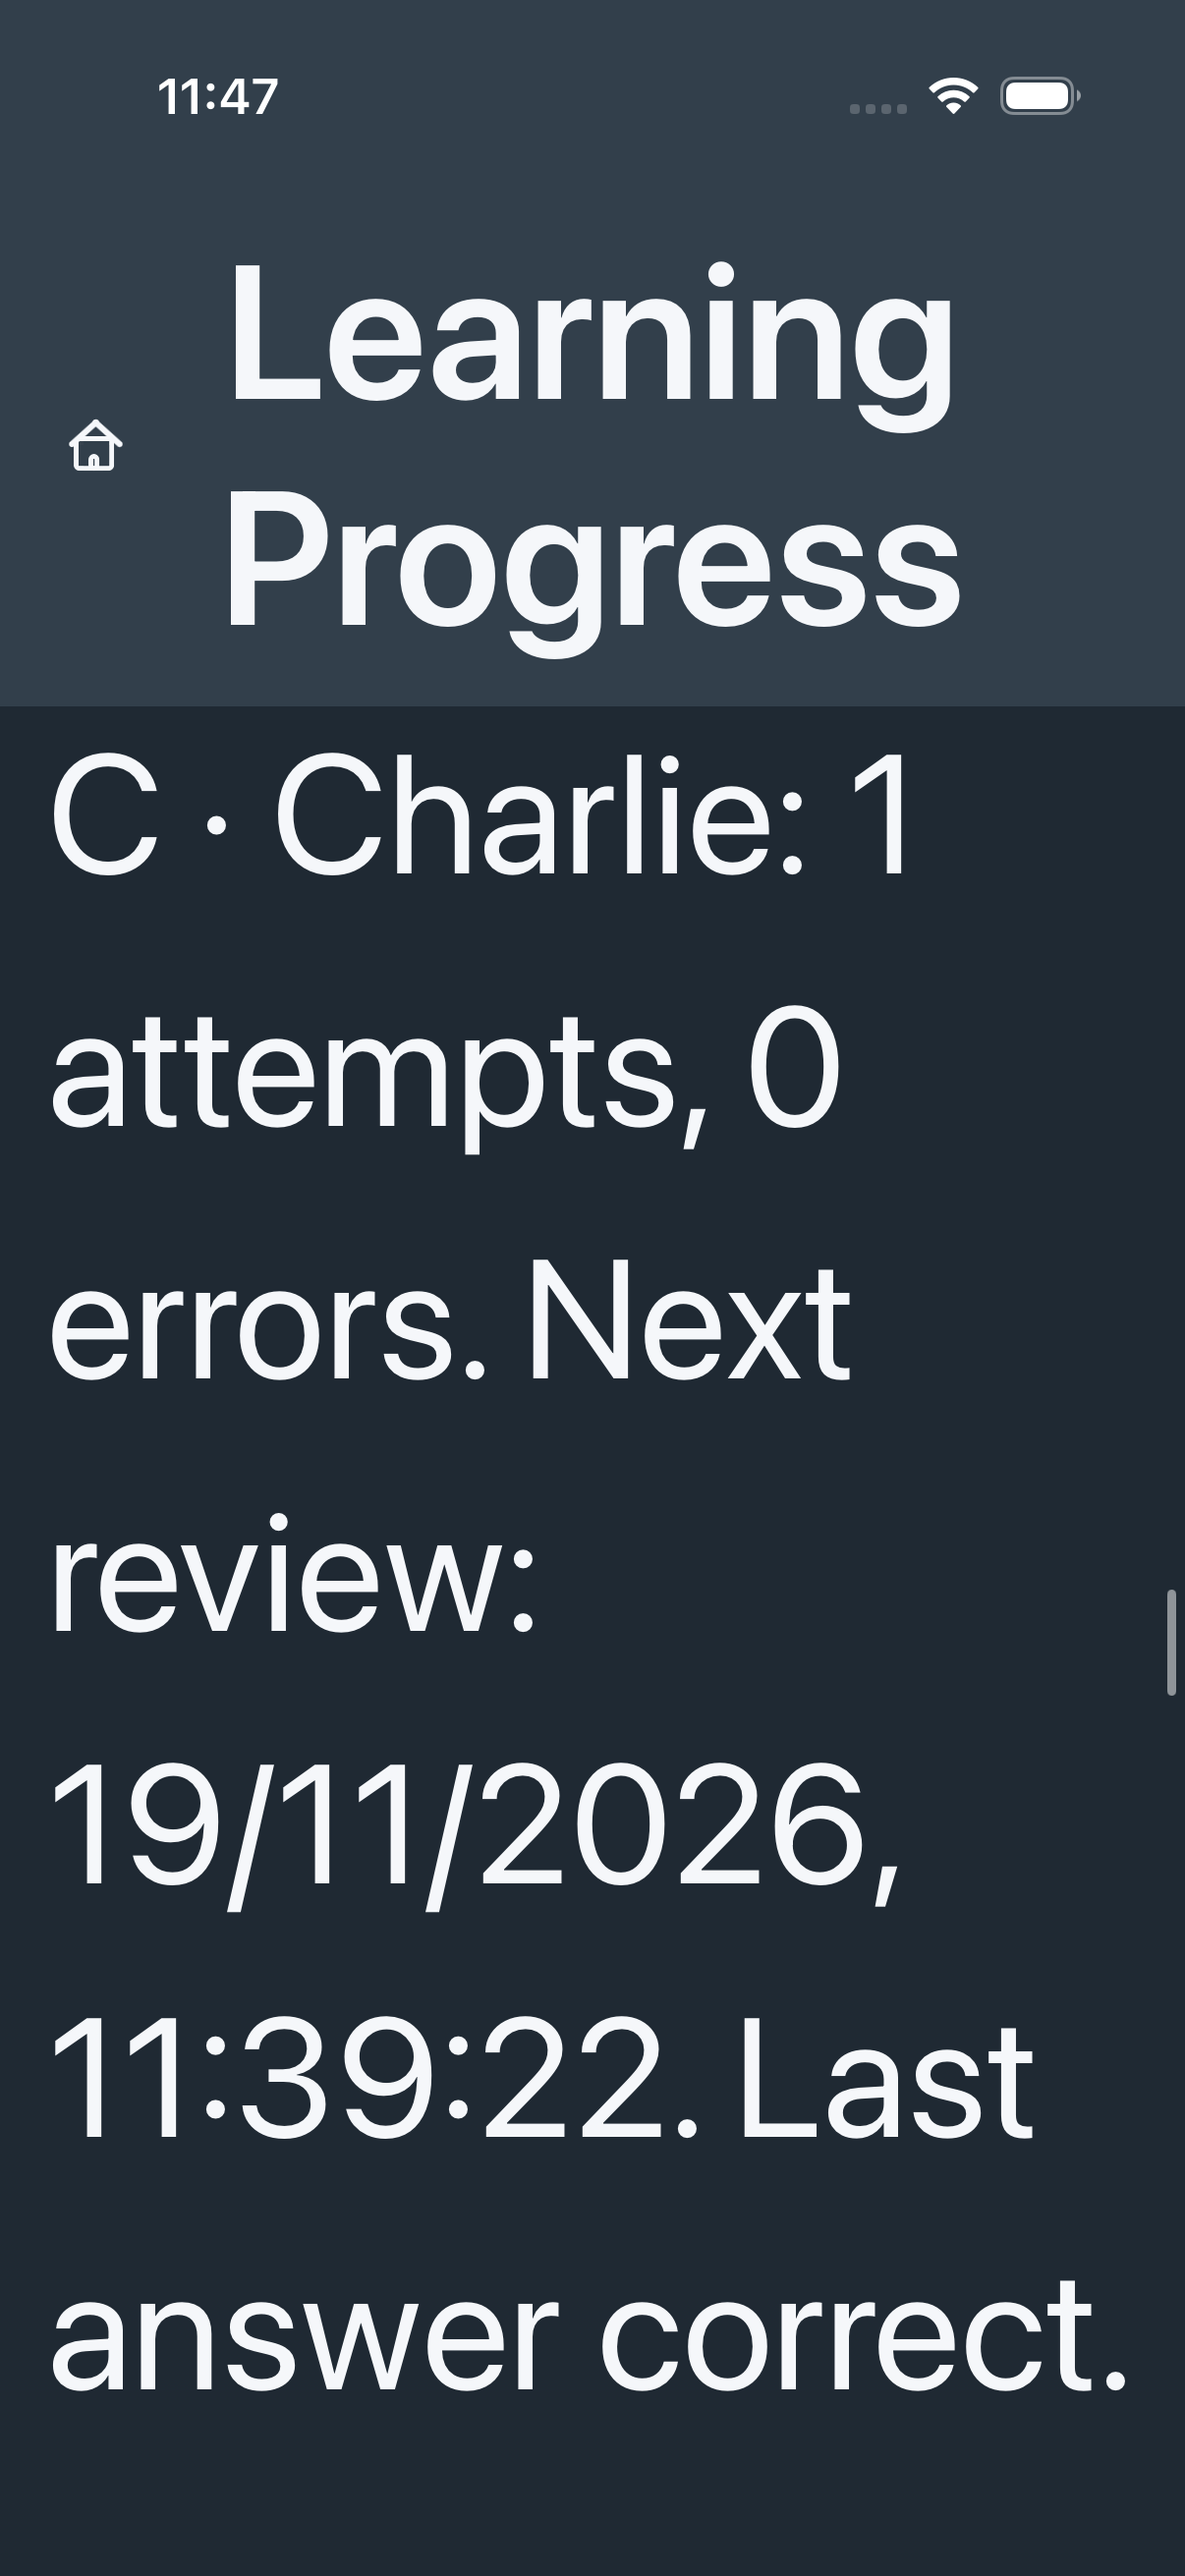 11:47
Learning
Progress
C · Charlie: 1
attempts, 0
errors. Next
review:
19/11/2026,
11:39:22. Last
answer correct.